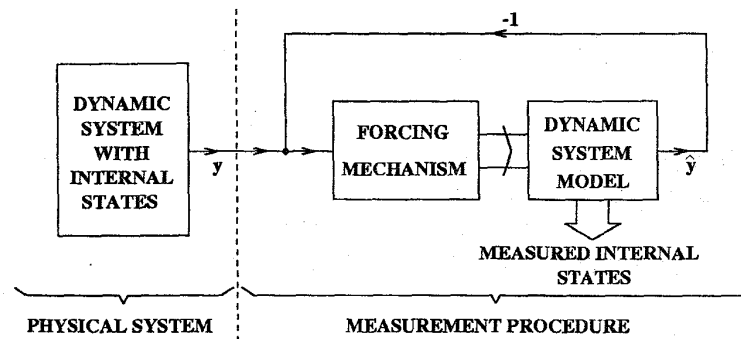 -1
DYNAMIC
SYSTEM
WITH
INTERNAL
STATES
y
FORCING
MECHANISM
DYNAMIC
SYSTEM
MODEL
ŷ
MEASURED INTERNAL
STATES
PHYSICAL SYSTEM
MEASUREMENT PROCEDURE